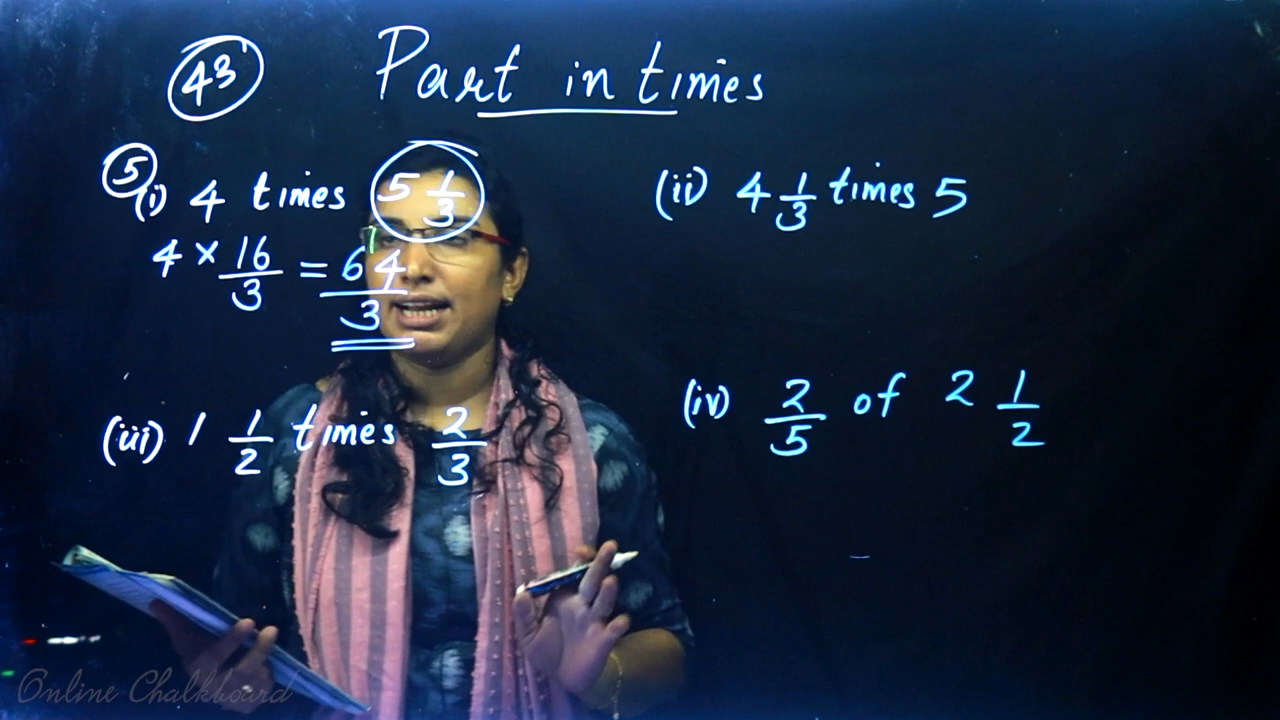 43 Part in times
5 (i) 4 times 5 1/3
4 × 16/3 = 64/3
(ii) 4 1/3 times 5
(iii) 1 1/2 times 2/3
(iv) 2/5 of 2 1/2
Online Chalkboard